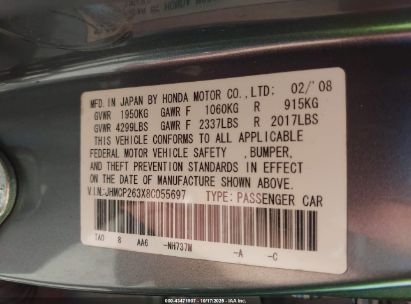 MFD. IN JAPAN BY HONDA MOTOR CO., LTD: 02/'08
GVWR 1950KG GAWR F 1060KG R 915KG
GVWR 4299LBS GAWR F 2337LBS R 2017LBS
THIS VEHICLE CONFORMS TO ALL APPLICABLE
FEDERAL MOTOR VEHICLE SAFETY , BUMPER,
AND THEFT PREVENTION STANDARDS IN EFFECT
ON THE DATE OF MANUFACTURE SHOWN ABOVE.
V.I.N.:JHMCP263X8C055697 TYPE: PASSENGER CAR
TA0 8 AA6 -NH737M -A -C